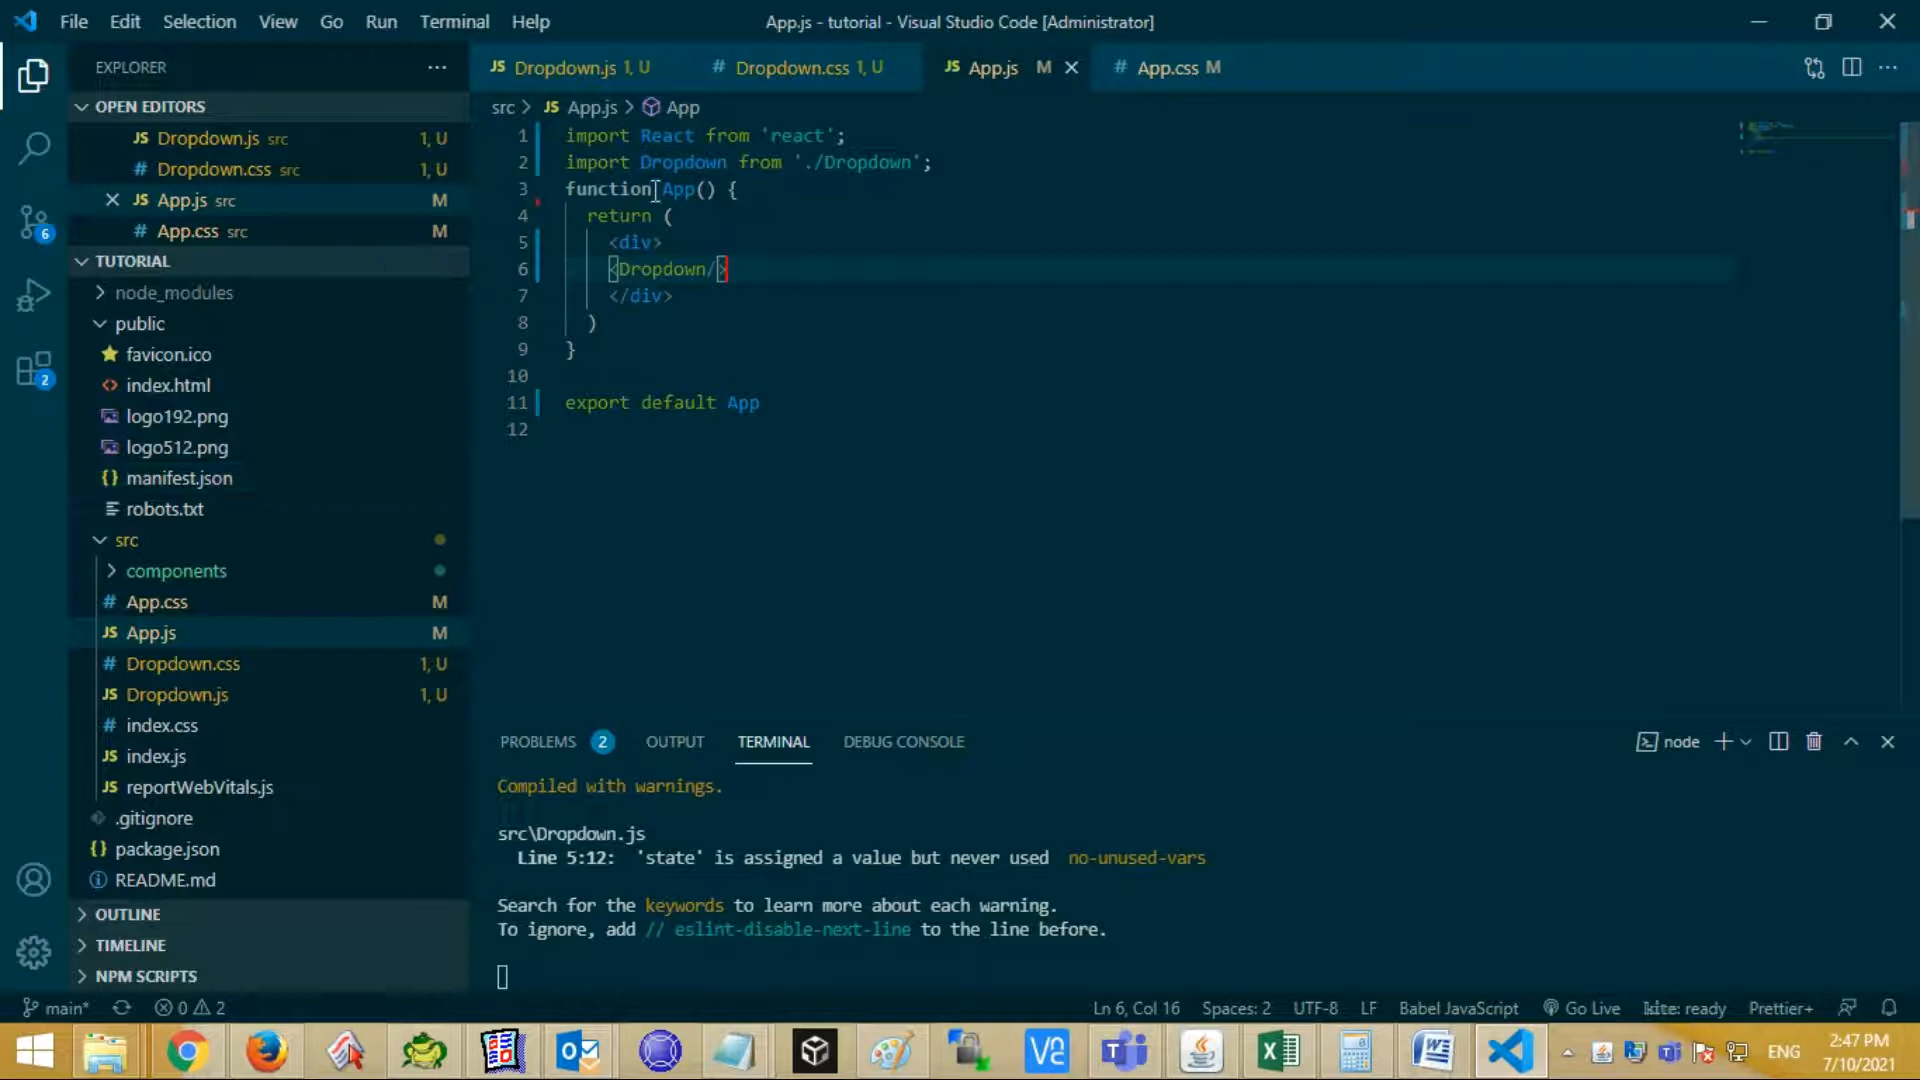 File Edit Selection View Go Run Terminal Help
App.js - tutorial - Visual Studio Code [Administrator]
EXPLORER
JS Dropdown.js 1, U
# Dropdown.css 1, U
JS App.js M
# App.css M
OPEN EDITORS
JS Dropdown.js src 1, U
# Dropdown.css src 1, U
JS App.js src M
# App.css src M
TUTORIAL
node_modules
public
favicon.ico
index.html
logo192.png
logo512.png
{} manifest.json
robots.txt
src
components
# App.css M
JS App.js M
# Dropdown.css 1, U
JS Dropdown.js 1, U
# index.css
JS index.js
JS reportWebVitals.js
.gitignore
{} package.json
README.md
OUTLINE
TIMELINE
NPM SCRIPTS
6
2
src > JS App.js > App
1 import React from 'react';
2 import Dropdown from './Dropdown';
3 function App() {
4 return (
5 <div>
6 <Dropdown/>
7 </div>
8 )
9 }
10
11 export default App
12
PROBLEMS 2 OUTPUT TERMINAL DEBUG CONSOLE
node
Compiled with warnings.
src\Dropdown.js
Line 5:12: 'state' is assigned a value but never used no-unused-vars
Search for the keywords to learn more about each warning.
To ignore, add // eslint-disable-next-line to the line before.
main* 0 2
Ln 6, Col 16 Spaces: 2 UTF-8 LF Babel JavaScript Go Live kite: ready Prettier+
ENG
2:47 PM
7/10/2021